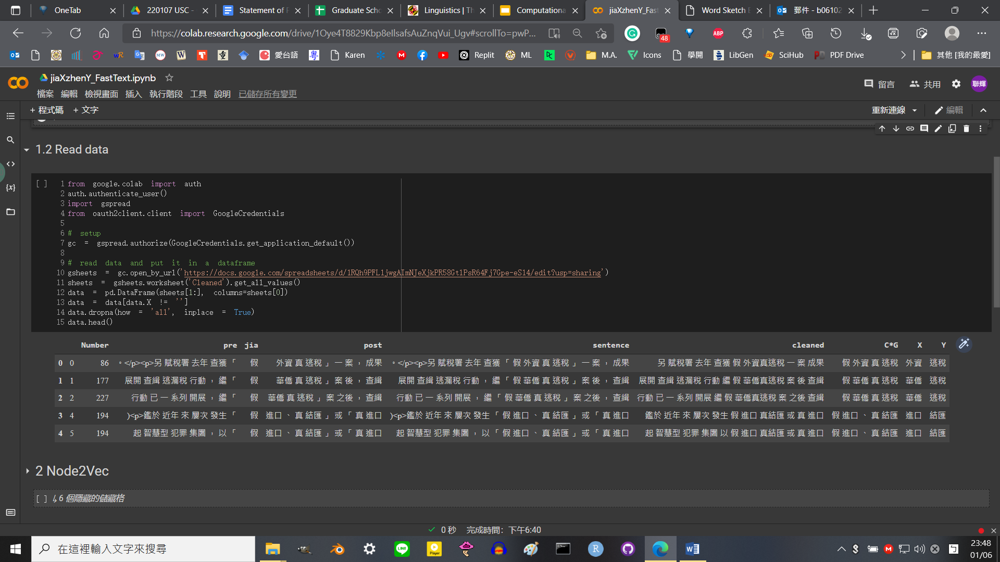 OneTab
220107 USC -
Statement of P
Graduate Scho
Linguistics | Th
Computationa
jiaXzhenY_Fast
Word Sketch E
郵件 - b06102
https://colab.research.google.com/drive/1Oye4T8829Kbp8eIlsafsAuZnqVui_Ugv#scrollTo=pwP...
ABP
48
愛台語
Karen
Replit
ML
M.A.
Icons
學開
LibGen
SciHub
PDF Drive
其他 [我的最愛]
jiaXzhenY_FastText.ipynb
留言
共用
聯輝
檔案 編輯 檢視畫面 插入 執行階段 工具 說明 已儲存所有變更
+ 程式碼 + 文字
重新連線
編輯
1.2 Read data
[ ]
1 from google.colab import auth
2 auth.authenticate_user()
3 import gspread
4 from oauth2client.client import GoogleCredentials
5
6 # setup
7 gc = gspread.authorize(GoogleCredentials.get_application_default())
8
9 # read data and put it in a dataframe
10 gsheets = gc.open_by_url('https://docs.google.com/spreadsheets/d/1RQh9PFL1jwgAImNJeXjkPR58Gt1PsR64Fj7Gpe-eS14/edit?usp=sharing')
11 sheets = gsheets.worksheet('Cleaned').get_all_values()
12 data = pd.DataFrame(sheets[1:], columns=sheets[0])
13 data = data[data.X != '']
14 data.dropna(how = 'all', inplace = True)
15 data.head()
Number pre jia post sentence cleaned C*G X Y
0 0 86 。</p><p>另 賦稅署 去年 查獲 「 假 外資 真 逃稅 」 一 案 ， 成果 。</p><p>另 賦稅署 去年 查獲 「 假 外資 真 逃稅 」 一 案 ， 成果 另 賦稅署 去年 查獲 假 外資真逃稅 一 案 成果 假 外資 真 逃稅 外資 逃稅
1 1 177 展開 查緝 逃漏稅 行動 ， 繼 「 假 華僑 真 逃稅 」 案 後 ， 查緝 展開 查緝 逃漏稅 行動 ， 繼 「 假 華僑 真 逃稅 」 案 後 ， 查緝 展開 查緝 逃漏稅 行動 繼 假 華僑真逃稅 案 後 查緝 假 華僑 真 逃稅 華僑 逃稅
2 2 227 行動 已 一 系列 開展 ， 繼 「 假 華僑 真 逃稅 」 案 之後 ， 查緝 行動 已 一 系列 開展 ， 繼 「 假 華僑 真 逃稅 」 案 之後 ， 查緝 行動 已 一 系列 開展 繼 假 華僑真逃稅 案 之後 查緝 假 華僑 真 逃稅 華僑 逃稅
3 4 194 )<p>鑑於 近年 來 屢次 發生 「 假 進口 、 真 結匯 」 或 「 真 進口 )<p>鑑於 近年 來 屢次 發生 「 假 進口 、 真 結匯 」 或 「 真 進口 鑑於 近年 來 屢次 發生 假 進口 真結匯 或 真 進口 假 進口 、 真 結匯 進口 結匯
4 5 194 起 智慧型 犯罪 集團 ， 以 「 假 進口 、 真 結匯 」 或 「 真 進口 起 智慧型 犯罪 集團 ， 以 「 假 進口 、 真 結匯 」 或 「 真 進口 起 智慧型 犯罪 集團 以 假 進口 真結匯 或 真 進口 假 進口 、 真 結匯 進口 結匯
2 Node2Vec
[ ] ↳ 6 個隱藏的儲藏格
0 秒 完成時間： 下午6:40
在這裡輸入文字來搜尋
LINE
Player
23:48
01/06